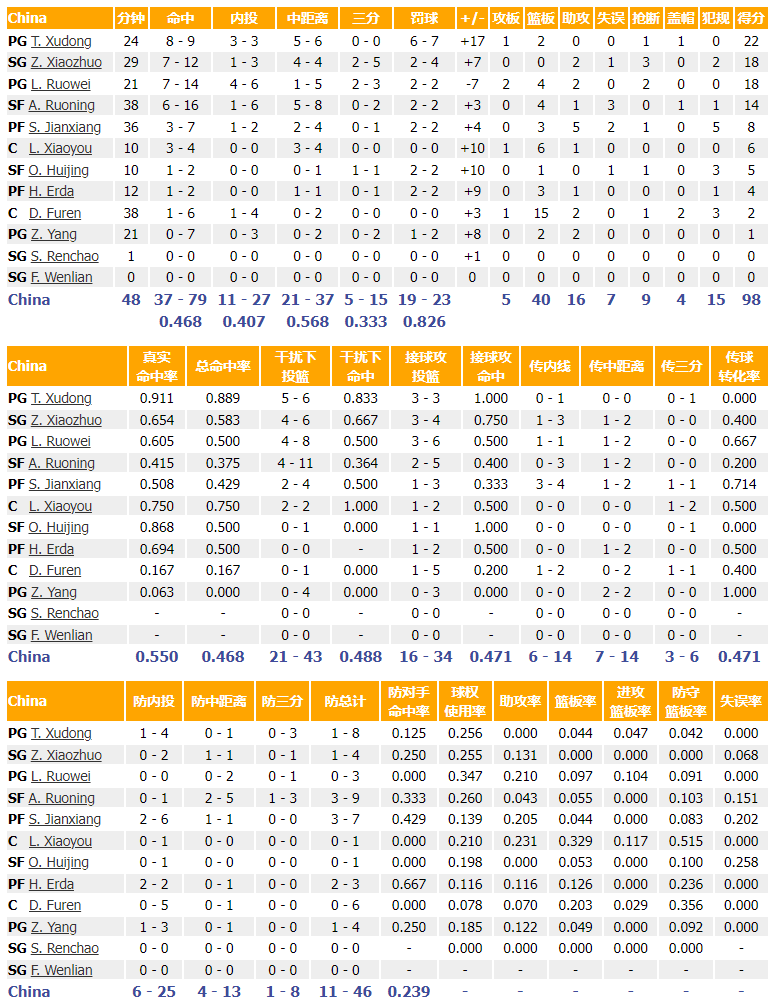 China 分钟 命中 内投 中距离 三分 罚球 +/- 攻板 篮板 助攻 失误 抢断 盖帽 犯规 得分
PG T. Xudong 24 8 - 9 3 - 3 5 - 6 0 - 0 6 - 7 +17 1 2 0 0 1 1 0 22
SG Z. Xiaozhuo 29 7 - 12 1 - 3 4 - 4 2 - 5 2 - 4 +7 0 0 2 1 3 0 2 18
PG L. Ruowei 21 7 - 14 4 - 6 1 - 5 2 - 3 2 - 2 -7 2 4 2 0 2 0 0 18
SF A. Ruoning 38 6 - 16 1 - 6 5 - 8 0 - 2 2 - 2 +3 0 4 1 3 0 1 1 14
PF S. Jianxiang 36 3 - 7 1 - 2 2 - 4 0 - 1 2 - 2 +4 0 3 5 2 1 0 5 8
C L. Xiaoyou 10 3 - 4 0 - 0 3 - 4 0 - 0 0 - 0 +10 1 6 1 0 0 0 0 6
SF O. Huijing 10 1 - 2 0 - 0 0 - 1 1 - 1 2 - 2 +10 0 1 0 1 1 0 3 5
PF H. Erda 12 1 - 2 0 - 0 1 - 1 0 - 1 2 - 2 +9 0 3 1 0 0 0 1 4
C D. Furen 38 1 - 6 1 - 4 0 - 2 0 - 0 0 - 0 +3 1 15 2 0 1 2 3 2
PG Z. Yang 21 0 - 7 0 - 3 0 - 2 0 - 2 1 - 2 +8 0 2 2 0 0 0 0 1
SG S. Renchao 1 0 - 0 0 - 0 0 - 0 0 - 0 0 - 0 +1 0 0 0 0 0 0 0 0
SG F. Wenlian 0 0 - 0 0 - 0 0 - 0 0 - 0 0 - 0 0 0 0 0 0 0 0 0 0
China 48 37 - 79 11 - 27 21 - 37 5 - 15 19 - 23 5 40 16 7 9 4 15 98
0.468 0.407 0.568 0.333 0.826
China 真实命中率 总命中率 干扰下投篮 干扰下命中 接球攻投篮 接球攻命中 传内线 传中距离 传三分 传球转化率
PG T. Xudong 0.911 0.889 5 - 6 0.833 3 - 3 1.000 0 - 1 0 - 0 0 - 1 0.000
SG Z. Xiaozhuo 0.654 0.583 4 - 6 0.667 3 - 4 0.750 1 - 3 1 - 2 0 - 0 0.400
PG L. Ruowei 0.605 0.500 4 - 8 0.500 3 - 6 0.500 1 - 1 1 - 2 0 - 0 0.667
SF A. Ruoning 0.415 0.375 4 - 11 0.364 2 - 5 0.400 0 - 3 1 - 2 0 - 0 0.200
PF S. Jianxiang 0.508 0.429 2 - 4 0.500 1 - 3 0.333 3 - 4 1 - 2 1 - 1 0.714
C L. Xiaoyou 0.750 0.750 2 - 2 1.000 1 - 2 0.500 0 - 0 0 - 0 1 - 2 0.500
SF O. Huijing 0.868 0.500 0 - 1 0.000 1 - 1 1.000 0 - 0 0 - 0 0 - 1 0.000
PF H. Erda 0.694 0.500 0 - 0 - 1 - 2 0.500 0 - 0 1 - 2 0 - 0 0.500
C D. Furen 0.167 0.167 0 - 1 0.000 1 - 5 0.200 1 - 2 0 - 2 1 - 1 0.400
PG Z. Yang 0.063 0.000 0 - 4 0.000 0 - 3 0.000 0 - 0 2 - 2 0 - 0 1.000
SG S. Renchao - - 0 - 0 - 0 - 0 - 0 - 0 0 - 0 0 - 0 -
SG F. Wenlian - - 0 - 0 - 0 - 0 - 0 - 0 0 - 0 0 - 0 -
China 0.550 0.468 21 - 43 0.488 16 - 34 0.471 6 - 14 7 - 14 3 - 6 0.471
China 防内投 防中距离 防三分 防总计 防对手命中率 球权使用率 助攻率 篮板率 进攻篮板率 防守篮板率 失误率
PG T. Xudong 1 - 4 0 - 1 0 - 3 1 - 8 0.125 0.256 0.000 0.044 0.047 0.042 0.000
SG Z. Xiaozhuo 0 - 2 1 - 1 0 - 1 1 - 4 0.250 0.255 0.131 0.000 0.000 0.000 0.068
PG L. Ruowei 0 - 0 0 - 2 0 - 1 0 - 3 0.000 0.347 0.210 0.097 0.104 0.091 0.000
SF A. Ruoning 0 - 1 2 - 5 1 - 3 3 - 9 0.333 0.260 0.043 0.055 0.000 0.103 0.151
PF S. Jianxiang 2 - 6 1 - 1 0 - 0 3 - 7 0.429 0.139 0.205 0.044 0.000 0.083 0.202
C L. Xiaoyou 0 - 1 0 - 0 0 - 0 0 - 1 0.000 0.210 0.231 0.329 0.117 0.515 0.000
SF O. Huijing 0 - 1 0 - 0 0 - 0 0 - 1 0.000 0.198 0.000 0.053 0.000 0.100 0.258
PF H. Erda 2 - 2 0 - 1 0 - 0 2 - 3 0.667 0.116 0.116 0.126 0.000 0.236 0.000
C D. Furen 0 - 5 0 - 1 0 - 0 0 - 6 0.000 0.078 0.070 0.203 0.029 0.356 0.000
PG Z. Yang 1 - 3 0 - 1 0 - 0 1 - 4 0.250 0.185 0.122 0.049 0.000 0.092 0.000
SG S. Renchao 0 - 0 0 - 0 0 - 0 0 - 0 - 0.000 0.000 0.000 0.000 0.000 -
SG F. Wenlian 0 - 0 0 - 0 0 - 0 0 - 0 - - - - - - -
China 6 - 25 4 - 13 1 - 8 11 - 46 0.239 - - - - - -